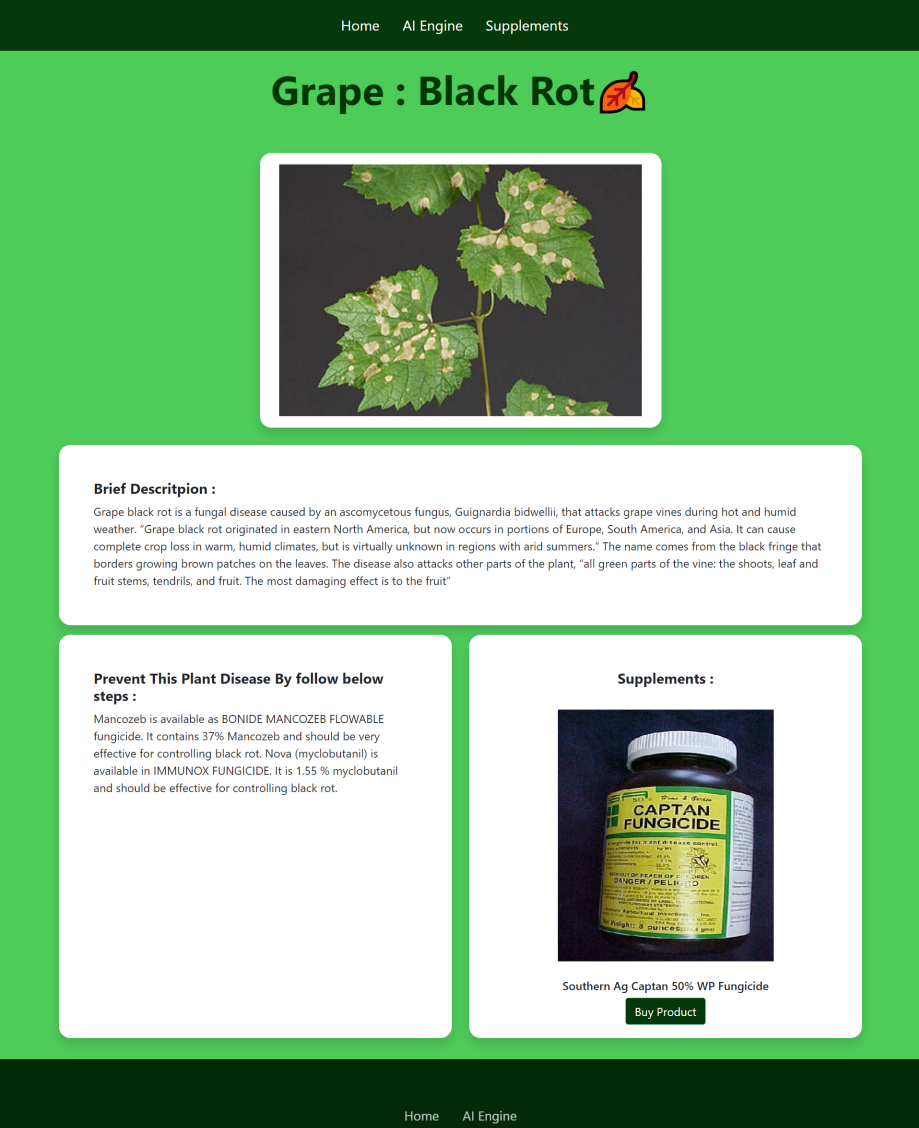 Home AI Engine Supplements
Grape : Black Rot
Brief Descritpion :
Grape black rot is a fungal disease caused by an ascomycetous fungus, Guignardia bidwellii, that attacks grape vines during hot and humid
weather. “Grape black rot originated in eastern North America, but now occurs in portions of Europe, South America, and Asia. It can cause
complete crop loss in warm, humid climates, but is virtually unknown in regions with arid summers.” The name comes from the black fringe that
borders growing brown patches on the leaves. The disease also attacks other parts of the plant, “all green parts of the vine: the shoots, leaf and
fruit stems, tendrils, and fruit. The most damaging effect is to the fruit”
Prevent This Plant Disease By follow below
steps :
Mancozeb is available as BONIDE MANCOZEB FLOWABLE
fungicide. It contains 37% Mancozeb and should be very
effective for controlling black rot. Nova (myclobutanil) is
available in IMMUNOX FUNGICIDE. It is 1.55 % myclobutanil
and should be effective for controlling black rot.
Supplements :
Home & Garden
CAPTAN
FUNGICIDE
DANGER / PELIGRO
Southern Ag Captan 50% WP Fungicide
Buy Product
Home AI Engine